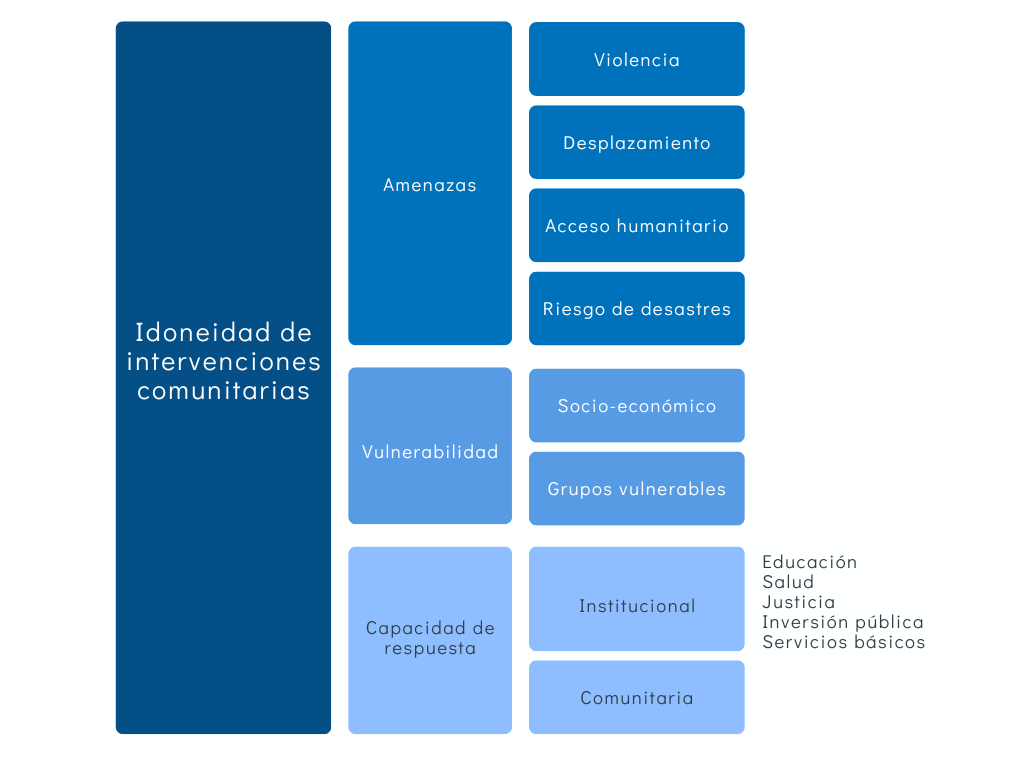 Idoneidad de
intervenciones
comunitarias
Amenazas
Violencia
Desplazamiento
Acceso humanitario
Riesgo de desastres
Vulnerabilidad
Socio-económico
Grupos vulnerables
Capacidad de
respuesta
Institucional
Educación
Salud
Justicia
Inversión pública
Servicios básicos
Comunitaria